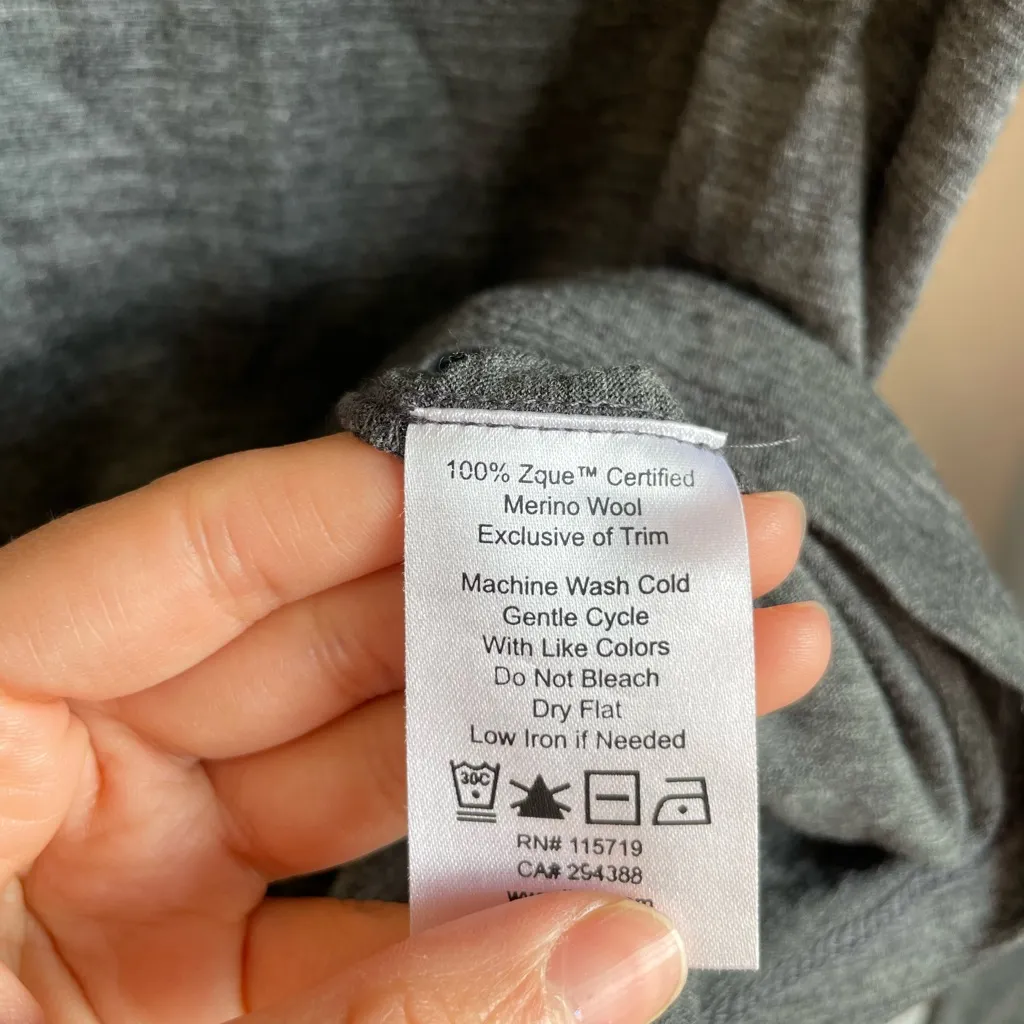 100% Zque™ Certified
Merino Wool
Exclusive of Trim
Machine Wash Cold
Gentle Cycle
With Like Colors
Do Not Bleach
Dry Flat
Low Iron if Needed
30C
RN# 115719
CA# 254388